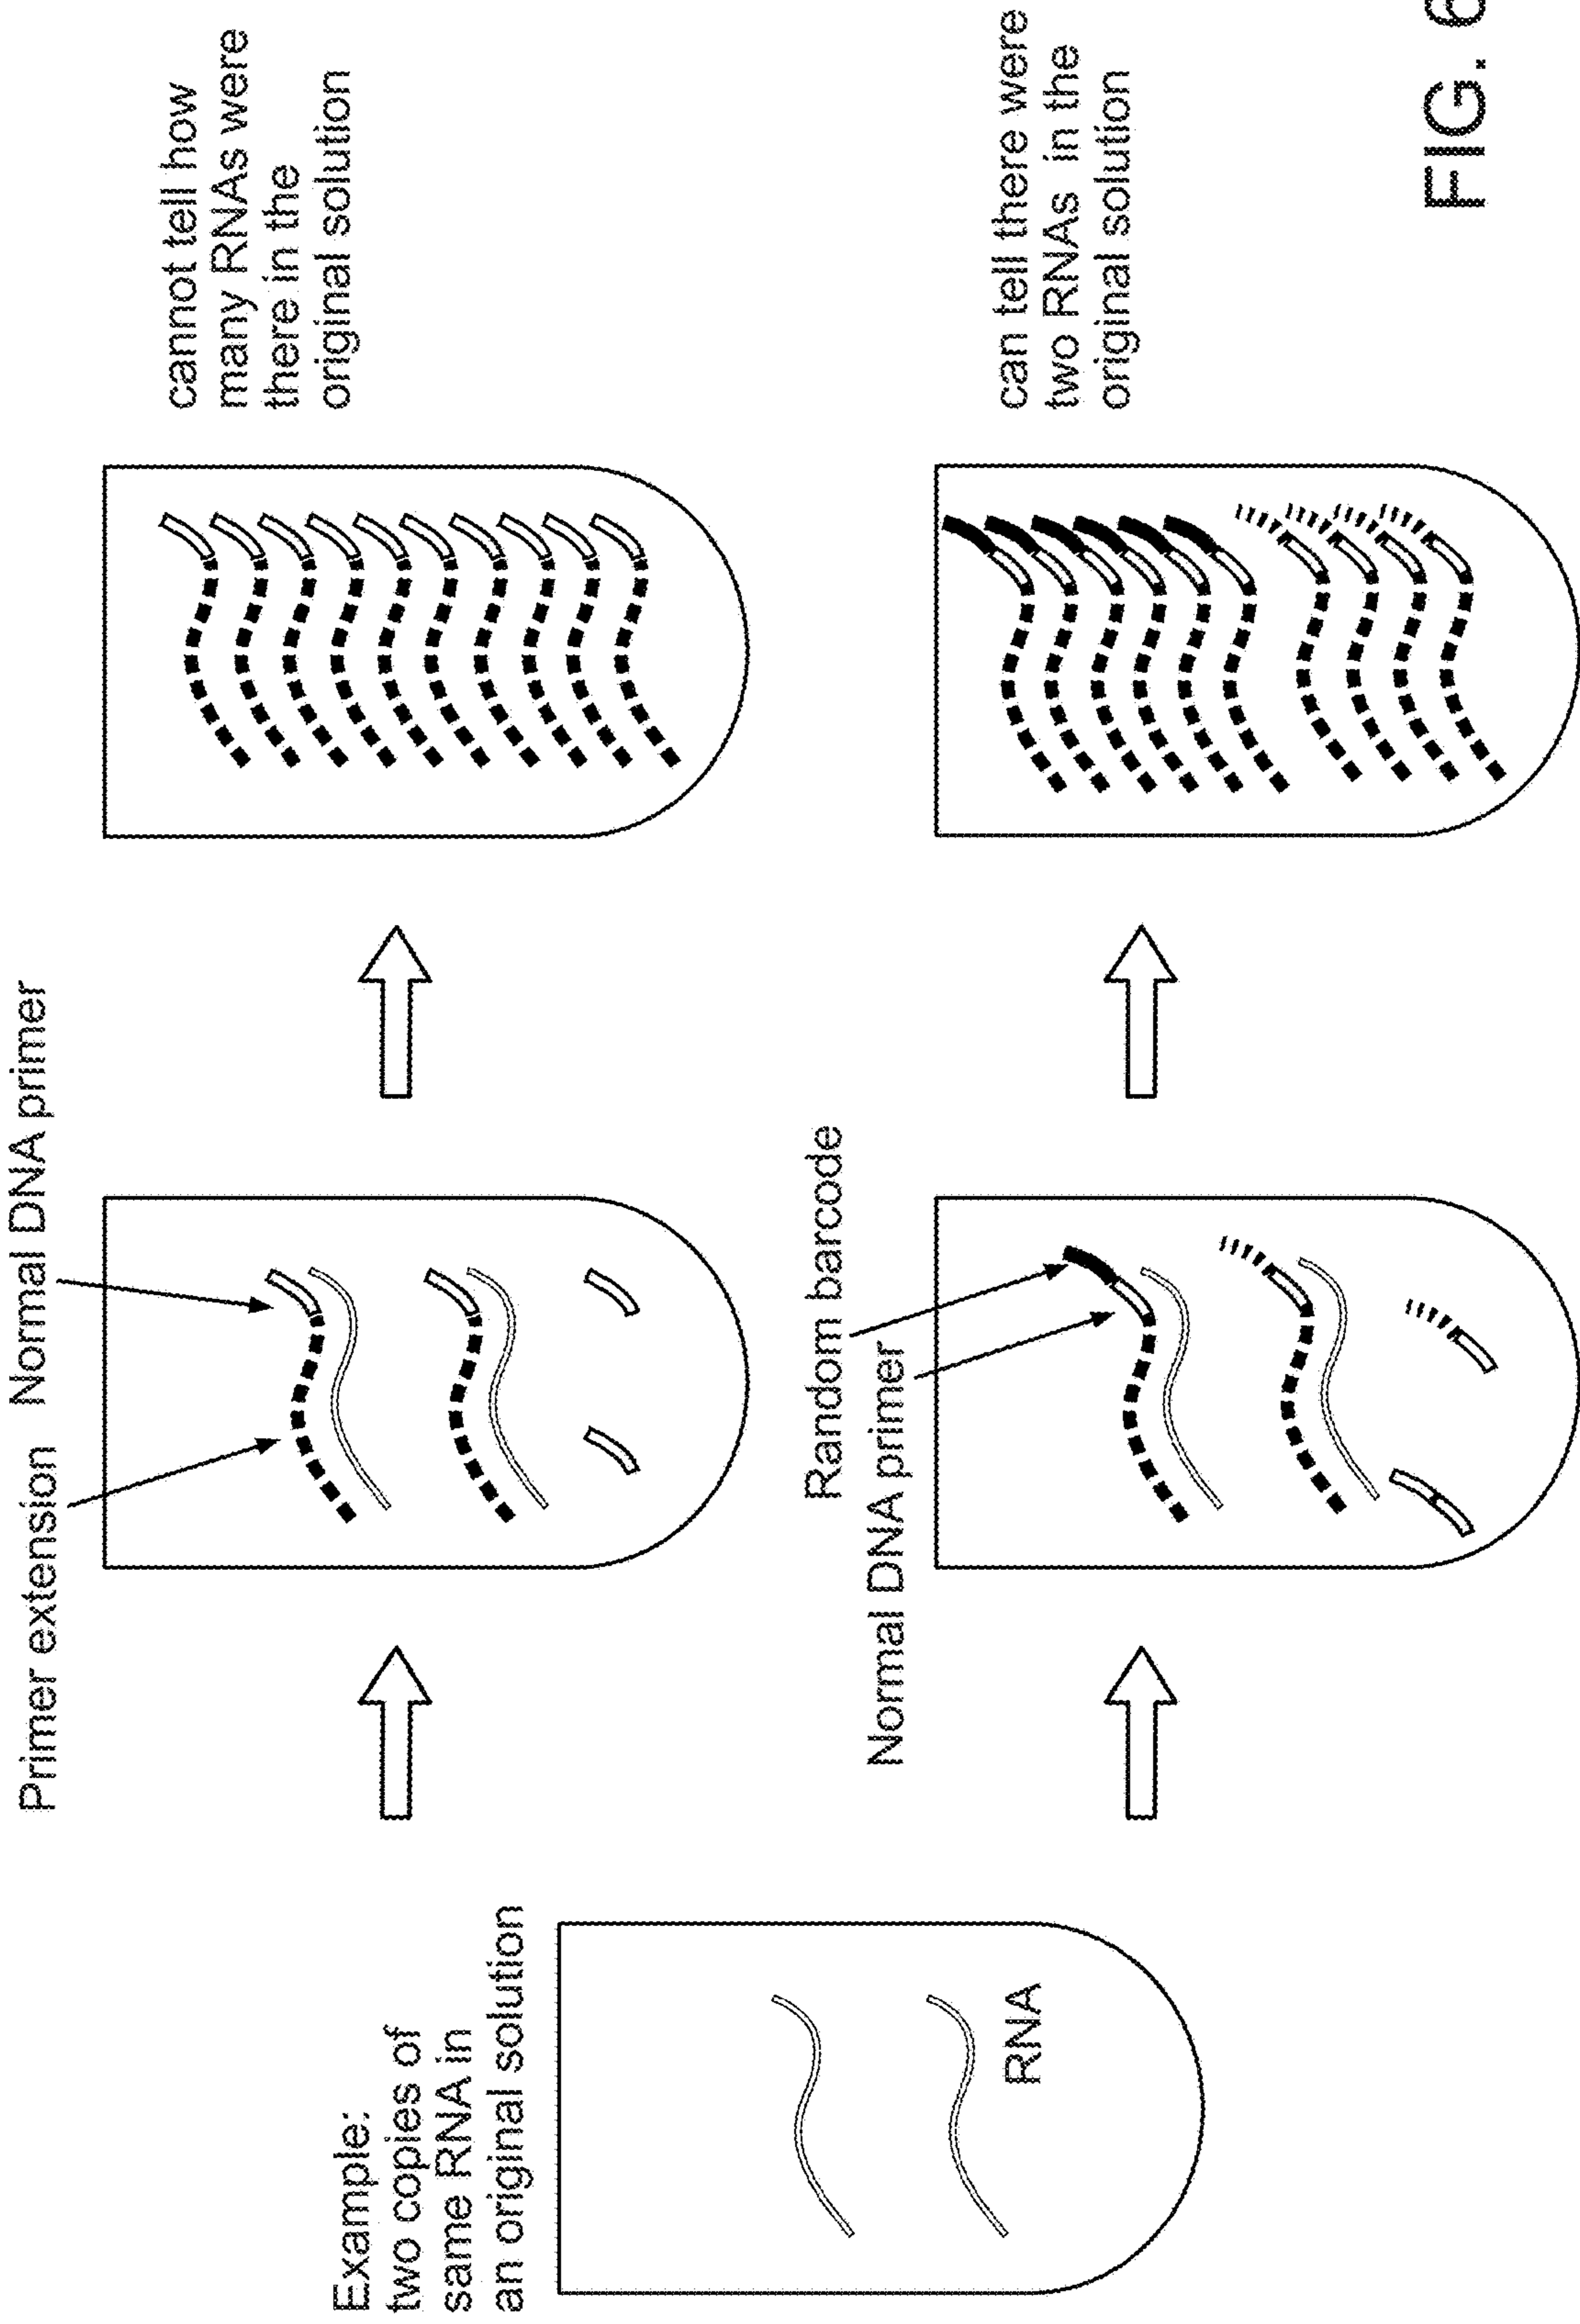 Example:
two copies of
same RNA in
an original solution
RNA
Primer extension
Normal DNA primer
cannot tell how
many RNAs were
there in the
original solution
Random barcode
Normal DNA primer
can tell there were
two RNAs in the
original solution
FIG. 6